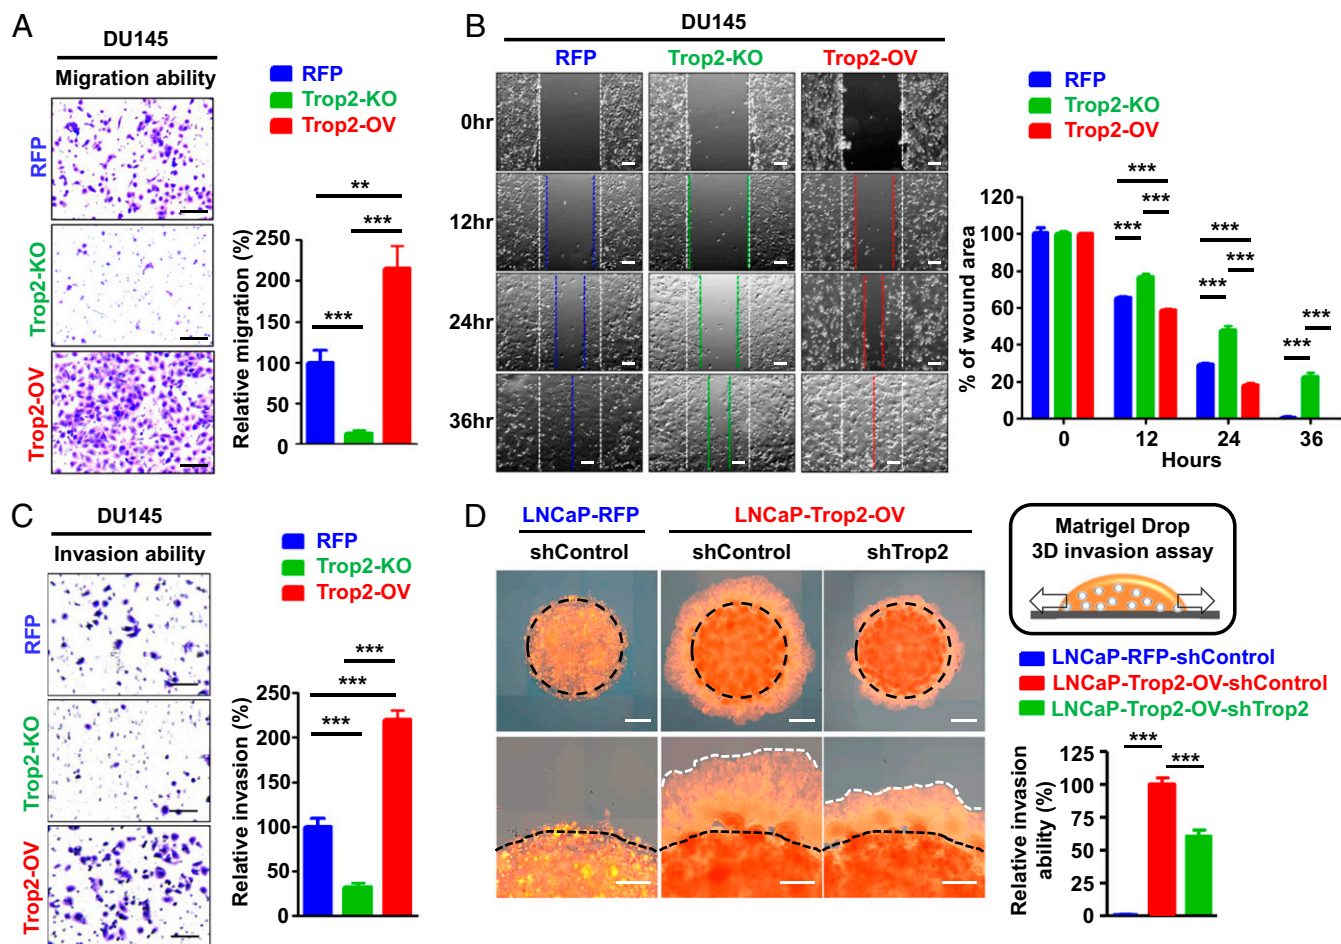 A
DU145
Migration ability
RFP
Trop2-KO
Trop2-OV
RFP
Trop2-KO
Trop2-OV
Relative migration (%)
250
200
150
100
50
0
**
***
***
B
DU145
RFP
Trop2-KO
Trop2-OV
0hr
12hr
24hr
36hr
RFP
Trop2-KO
Trop2-OV
% of wound area
120
100
80
60
40
20
0
***
***
***
***
***
***
***
***
0
12
24
36
Hours
C
DU145
Invasion ability
RFP
Trop2-KO
Trop2-OV
RFP
Trop2-KO
Trop2-OV
Relative invasion (%)
250
200
150
100
50
0
***
***
***
D
LNCaP-RFP
LNCaP-Trop2-OV
shControl
shControl
shTrop2
Matrigel Drop
3D invasion assay
LNCaP-RFP-shControl
LNCaP-Trop2-OV-shControl
LNCaP-Trop2-OV-shTrop2
Relative invasion
ability (%)
125
100
75
50
25
0
***
***